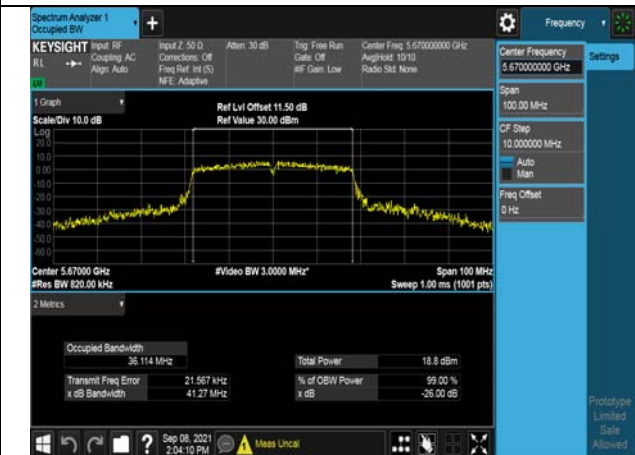 Spectrum Analyzer 1
Occupied BW
+
Frequency
KEYSIGHT
Input: RF
Input Z: 50 Ω
Atten: 30 dB
Trig: Free Run
Center Freq: 5.670000000 GHz
RL
Coupling: AC
Corrections: Off
Gate: Off
Avg|Hold: 10/10
Align: Auto
Freq Ref: Int (S)
#IF Gain: Low
Radio Std: None
NFE: Adaptive
Center Frequency
5.670000000 GHz
Settings
Span
100.00 MHz
CF Step
10.000000 MHz
Auto
Man
Freq Offset
0 Hz
1 Graph
Ref Lvl Offset 11.50 dB
Scale/Div 10.0 dB
Ref Value 30.00 dBm
Log
20.0
10.0
0.00
-10.0
-20.0
-30.0
-40.0
-50.0
-60.0
Center 5.67000 GHz
#Video BW 3.0000 MHz*
Span 100 MHz
#Res BW 820.00 kHz
Sweep 1.00 ms (1001 pts)
2 Metrics
Occupied Bandwidth
36.114 MHz
Total Power
18.8 dBm
Transmit Freq Error
21.567 kHz
% of OBW Power
99.00 %
x dB Bandwidth
41.27 MHz
x dB
-26.00 dB
Sep 08, 2021
2:04:10 PM
Meas Uncal
Prototype
Limited
Sale
Allowed